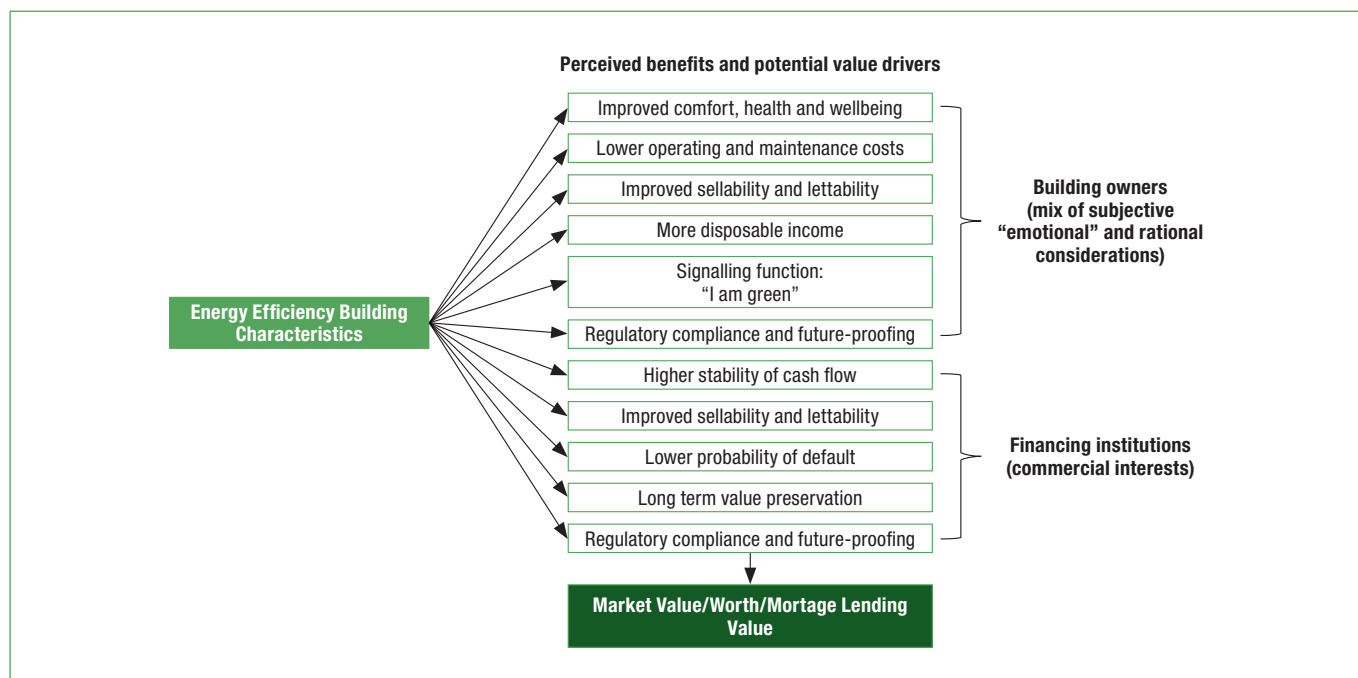 Perceived benefits and potential value drivers
Improved comfort, health and wellbeing
Lower operating and maintenance costs
Improved sellability and lettability
More disposable income
Signalling function:
“I am green”
Regulatory compliance and future-proofing
Higher stability of cash flow
Improved sellability and lettability
Lower probability of default
Long term value preservation
Regulatory compliance and future-proofing
Building owners
(mix of subjective
“emotional” and rational
considerations)
Financing institutions
(commercial interests)
Energy Efficiency Building
Characteristics
Market Value/Worth/Mortage Lending
Value